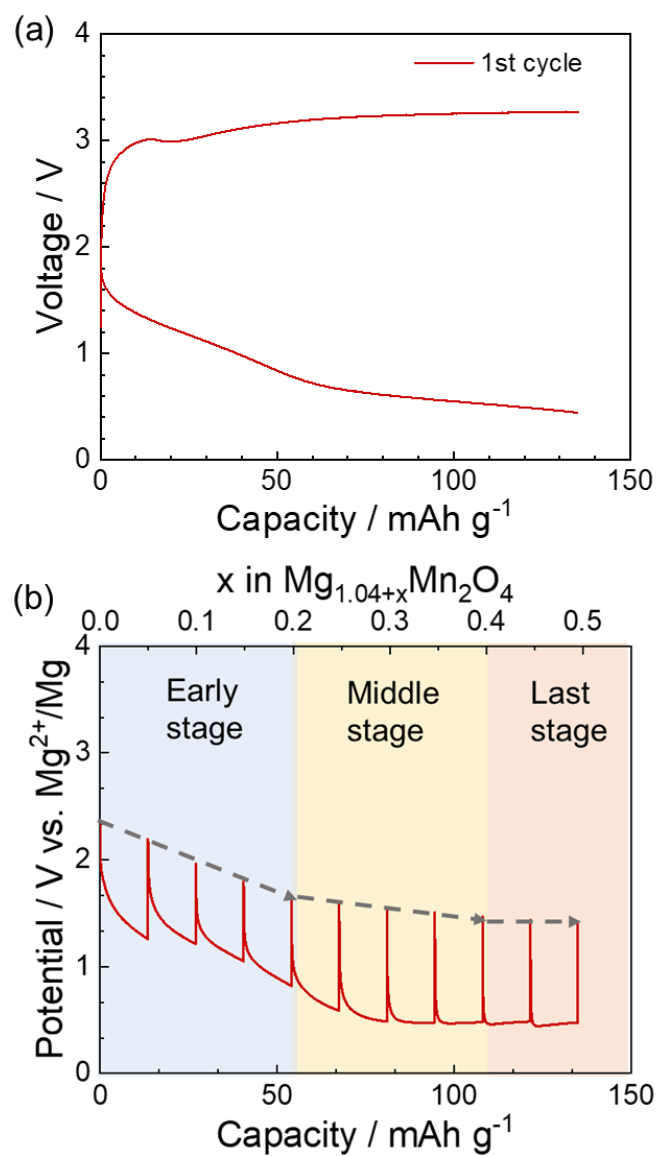 (a)
4
3
2
1
0
Voltage / V
1st cycle
0 50 100 150
Capacity / mAh g⁻¹
(b)
x in Mg₁.₀₄₊ₓMn₂O₄
0.0 0.1 0.2 0.3 0.4 0.5
4
3
2
1
0
Potential / V vs. Mg²⁺/Mg
Early
stage
Middle
stage
Last
stage
0 50 100 150
Capacity / mAh g⁻¹